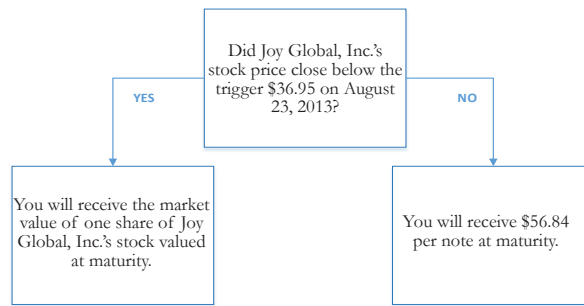 Did Joy Global, Inc.'s
stock price close below the
trigger $36.95 on August
23, 2013?
YES
NO
You will receive the market
value of one share of Joy
Global, Inc.'s stock valued
at maturity.
You will receive $56.84
per note at maturity.